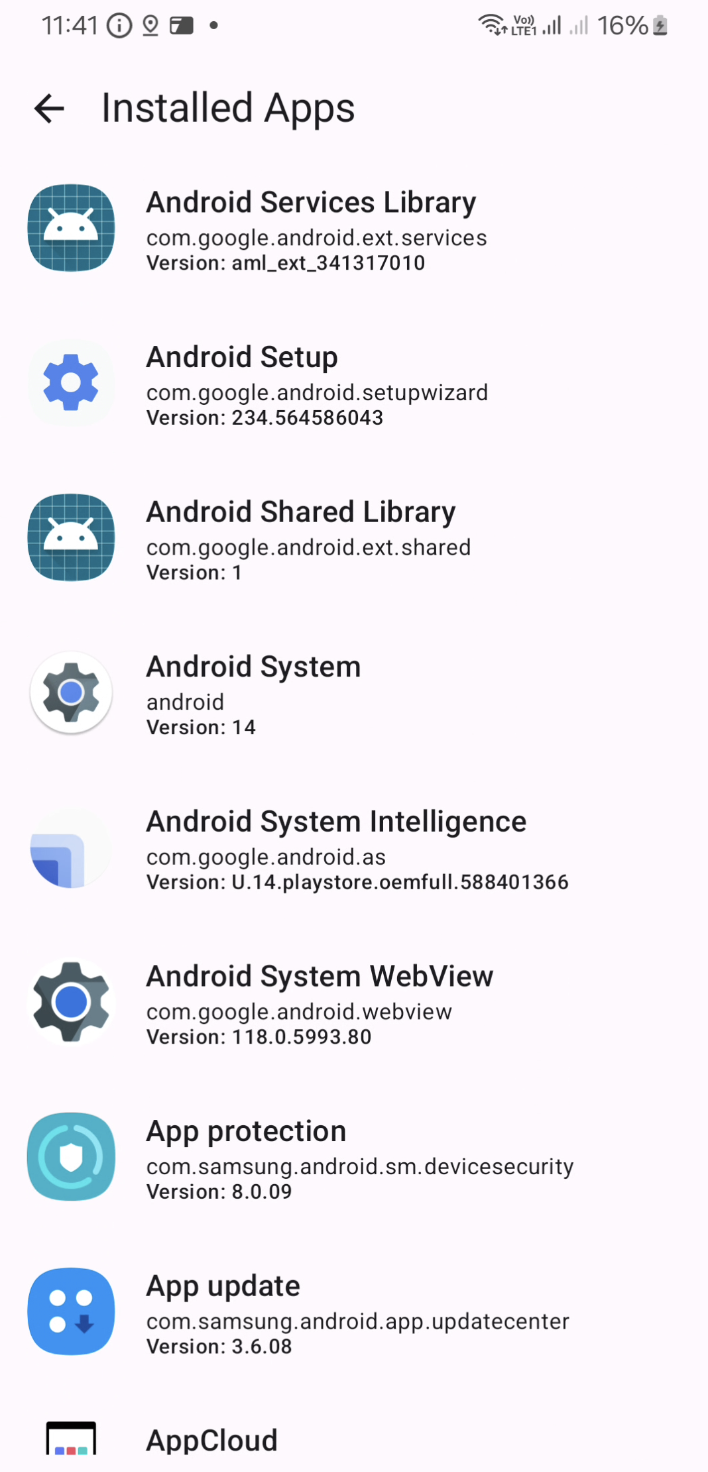 11:41 Vo)) LTE1 16%
Installed Apps
Android Services Library
com.google.android.ext.services
Version: aml_ext_341317010
Android Setup
com.google.android.setupwizard
Version: 234.564586043
Android Shared Library
com.google.android.ext.shared
Version: 1
Android System
android
Version: 14
Android System Intelligence
com.google.android.as
Version: U.14.playstore.oemfull.588401366
Android System WebView
com.google.android.webview
Version: 118.0.5993.80
App protection
com.samsung.android.sm.devicesecurity
Version: 8.0.09
App update
com.samsung.android.app.updatecenter
Version: 3.6.08
AppCloud